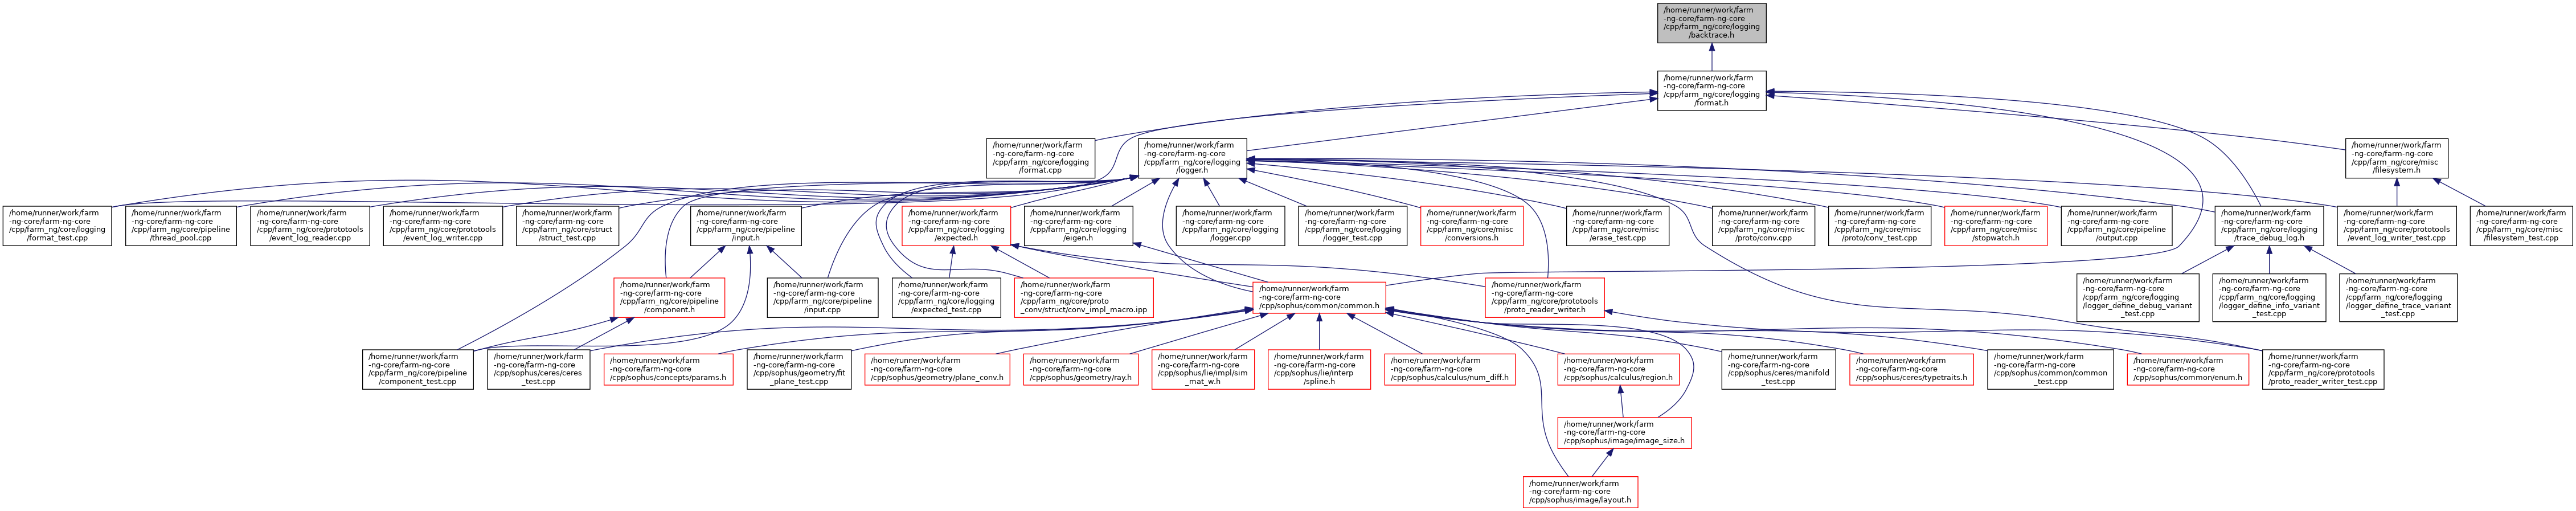 /home/runner/work/farm
-ng-core/farm-ng-core
/cpp/farm_ng/core/logging
/backtrace.h
/home/runner/work/farm
-ng-core/farm-ng-core
/cpp/farm_ng/core/logging
/format.h
/home/runner/work/farm
-ng-core/farm-ng-core
/cpp/farm_ng/core/logging
/format.cpp
/home/runner/work/farm
-ng-core/farm-ng-core
/cpp/farm_ng/core/logging
/logger.h
/home/runner/work/farm
-ng-core/farm-ng-core
/cpp/farm_ng/core/misc
/filesystem.h
/home/runner/work/farm
-ng-core/farm-ng-core
/cpp/farm_ng/core/logging
/format_test.cpp
/home/runner/work/farm
-ng-core/farm-ng-core
/cpp/farm_ng/core/pipeline
/thread_pool.cpp
/home/runner/work/farm
-ng-core/farm-ng-core
/cpp/farm_ng/core/prototools
/event_log_reader.cpp
/home/runner/work/farm
-ng-core/farm-ng-core
/cpp/farm_ng/core/prototools
/event_log_writer.cpp
/home/runner/work/farm
-ng-core/farm-ng-core
/cpp/farm_ng/core/struct
/struct_test.cpp
/home/runner/work/farm
-ng-core/farm-ng-core
/cpp/farm_ng/core/pipeline
/input.h
/home/runner/work/farm
-ng-core/farm-ng-core
/cpp/farm_ng/core/logging
/expected.h
/home/runner/work/farm
-ng-core/farm-ng-core
/cpp/farm_ng/core/logging
/eigen.h
/home/runner/work/farm
-ng-core/farm-ng-core
/cpp/farm_ng/core/logging
/logger.cpp
/home/runner/work/farm
-ng-core/farm-ng-core
/cpp/farm_ng/core/logging
/logger_test.cpp
/home/runner/work/farm
-ng-core/farm-ng-core
/cpp/farm_ng/core/misc
/conversions.h
/home/runner/work/farm
-ng-core/farm-ng-core
/cpp/farm_ng/core/misc
/erase_test.cpp
/home/runner/work/farm
-ng-core/farm-ng-core
/cpp/farm_ng/core/misc
/proto/conv.cpp
/home/runner/work/farm
-ng-core/farm-ng-core
/cpp/farm_ng/core/misc
/proto/conv_test.cpp
/home/runner/work/farm
-ng-core/farm-ng-core
/cpp/farm_ng/core/misc
/stopwatch.h
/home/runner/work/farm
-ng-core/farm-ng-core
/cpp/farm_ng/core/pipeline
/output.cpp
/home/runner/work/farm
-ng-core/farm-ng-core
/cpp/farm_ng/core/logging
/trace_debug_log.h
/home/runner/work/farm
-ng-core/farm-ng-core
/cpp/farm_ng/core/prototools
/event_log_writer_test.cpp
/home/runner/work/farm
-ng-core/farm-ng-core
/cpp/farm_ng/core/misc
/filesystem_test.cpp
/home/runner/work/farm
-ng-core/farm-ng-core
/cpp/farm_ng/core/pipeline
/component.h
/home/runner/work/farm
-ng-core/farm-ng-core
/cpp/farm_ng/core/pipeline
/input.cpp
/home/runner/work/farm
-ng-core/farm-ng-core
/cpp/farm_ng/core/logging
/expected_test.cpp
/home/runner/work/farm
-ng-core/farm-ng-core
/cpp/farm_ng/core/proto
_conv/struct/conv_impl_macro.ipp
/home/runner/work/farm
-ng-core/farm-ng-core
/cpp/sophus/common/common.h
/home/runner/work/farm
-ng-core/farm-ng-core
/cpp/farm_ng/core/prototools
/proto_reader_writer.h
/home/runner/work/farm
-ng-core/farm-ng-core
/cpp/farm_ng/core/logging
/logger_define_debug_variant
_test.cpp
/home/runner/work/farm
-ng-core/farm-ng-core
/cpp/farm_ng/core/logging
/logger_define_info_variant
_test.cpp
/home/runner/work/farm
-ng-core/farm-ng-core
/cpp/farm_ng/core/logging
/logger_define_trace_variant
_test.cpp
/home/runner/work/farm
-ng-core/farm-ng-core
/cpp/farm_ng/core/pipeline
/component_test.cpp
/home/runner/work/farm
-ng-core/farm-ng-core
/cpp/sophus/ceres/ceres
_test.cpp
/home/runner/work/farm
-ng-core/farm-ng-core
/cpp/sophus/concepts/params.h
/home/runner/work/farm
-ng-core/farm-ng-core
/cpp/sophus/geometry/fit
_plane_test.cpp
/home/runner/work/farm
-ng-core/farm-ng-core
/cpp/sophus/geometry/plane_conv.h
/home/runner/work/farm
-ng-core/farm-ng-core
/cpp/sophus/geometry/ray.h
/home/runner/work/farm
-ng-core/farm-ng-core
/cpp/sophus/lie/impl/sim
_mat_w.h
/home/runner/work/farm
-ng-core/farm-ng-core
/cpp/sophus/lie/interp
/spline.h
/home/runner/work/farm
-ng-core/farm-ng-core
/cpp/sophus/calculus/num_diff.h
/home/runner/work/farm
-ng-core/farm-ng-core
/cpp/sophus/calculus/region.h
/home/runner/work/farm
-ng-core/farm-ng-core
/cpp/sophus/ceres/manifold
_test.cpp
/home/runner/work/farm
-ng-core/farm-ng-core
/cpp/sophus/ceres/typetraits.h
/home/runner/work/farm
-ng-core/farm-ng-core
/cpp/sophus/common/common
_test.cpp
/home/runner/work/farm
-ng-core/farm-ng-core
/cpp/sophus/common/enum.h
/home/runner/work/farm
-ng-core/farm-ng-core
/cpp/farm_ng/core/prototools
/proto_reader_writer_test.cpp
/home/runner/work/farm
-ng-core/farm-ng-core
/cpp/sophus/image/image_size.h
/home/runner/work/farm
-ng-core/farm-ng-core
/cpp/sophus/image/layout.h